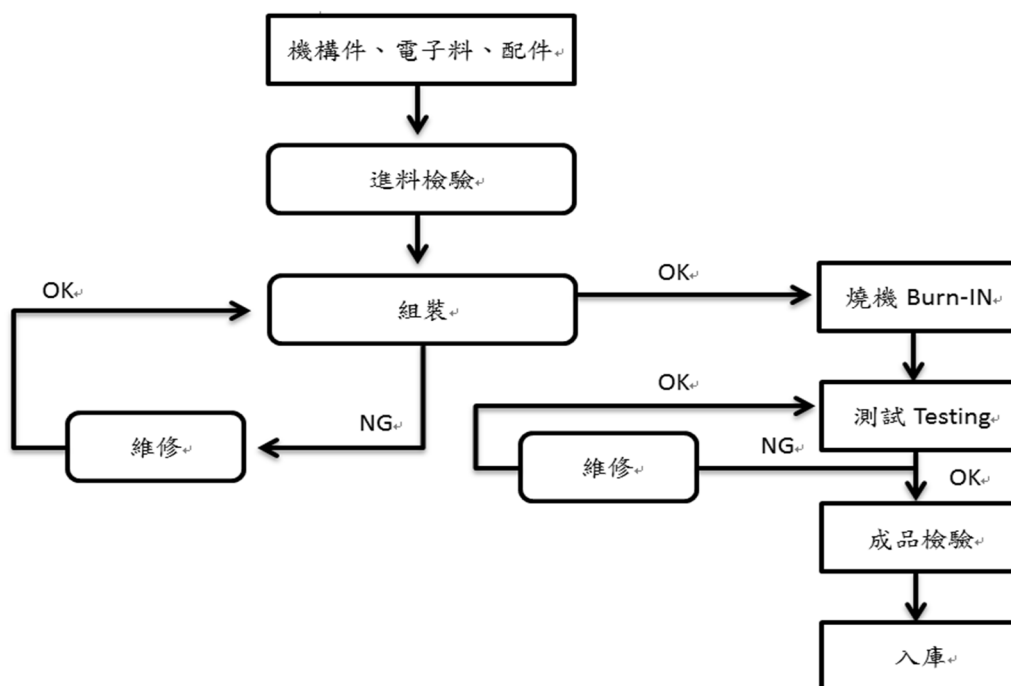 機構件、電子料、配件
進料檢驗
組裝
OK
OK
燒機 Burn-IN
NG
維修
OK
測試 Testing
維修
NG
OK
成品檢驗
入庫